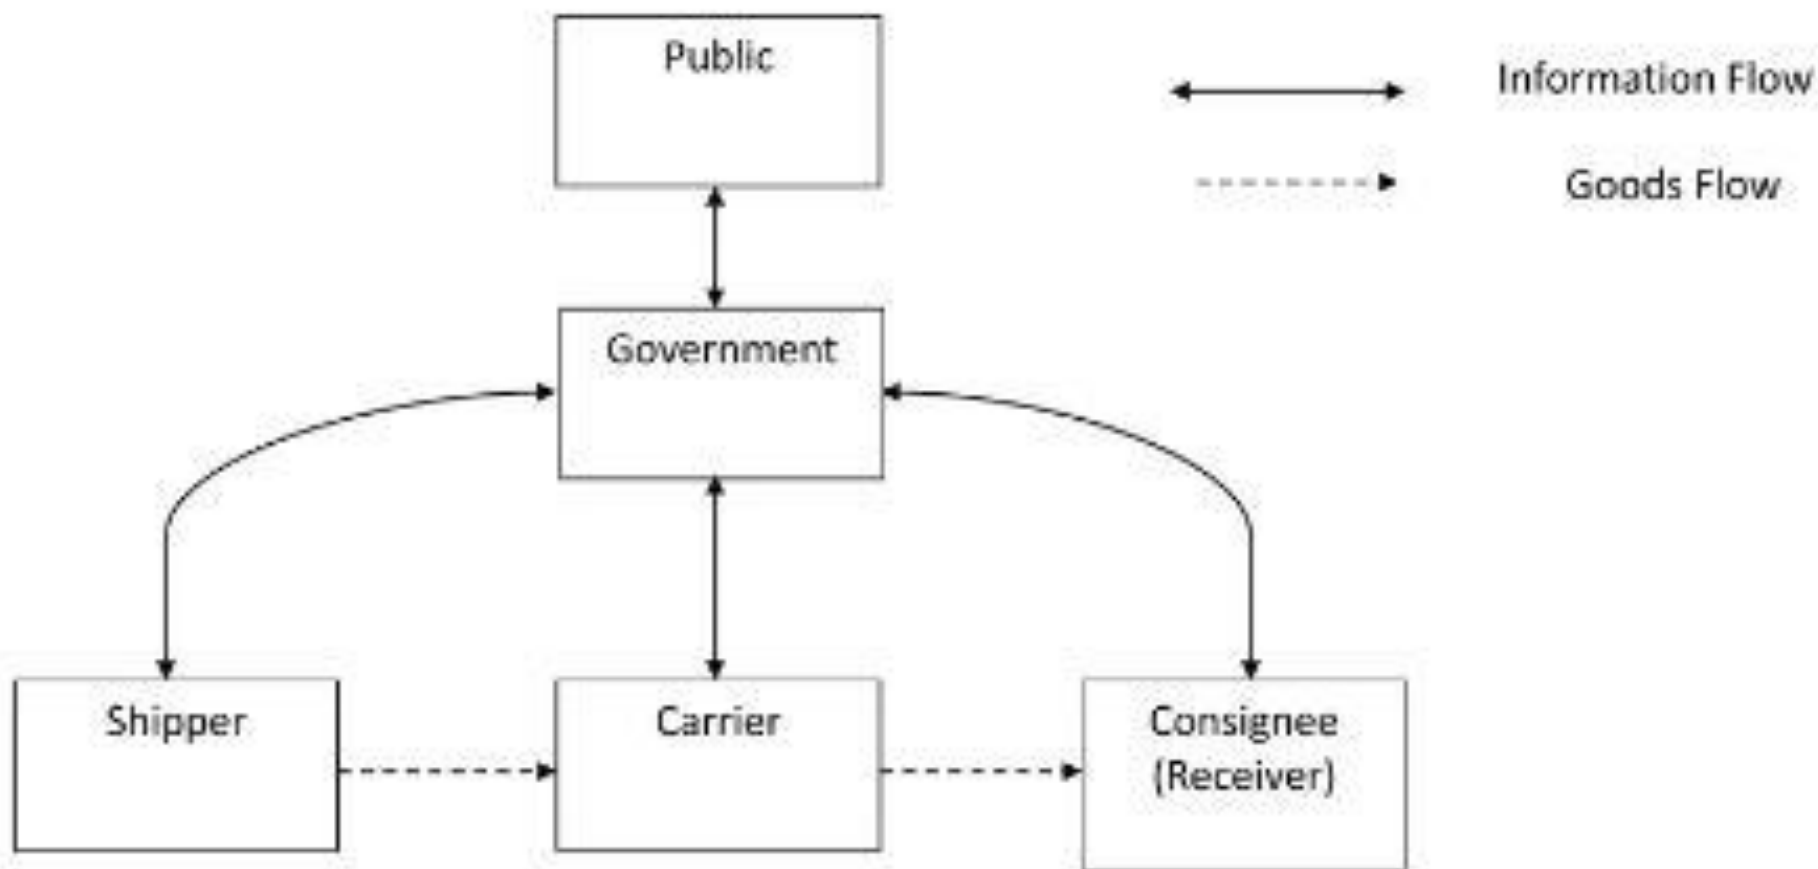 Public
Information Flow
Goods Flow
Government
Shipper
Carrier
Consignee
(Receiver)